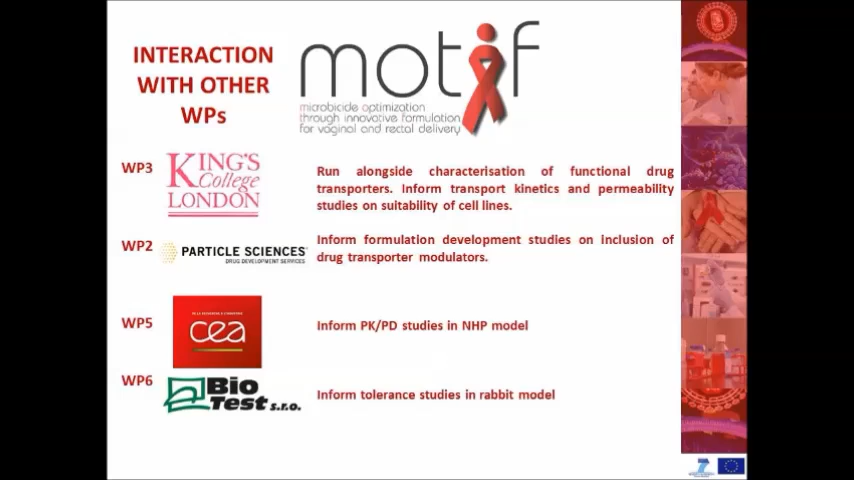 INTERACTION
WITH OTHER
WPs
motif
microbicide optimization
through innovative formulation
for vaginal and rectal delivery
WP3
KING'S
College
LONDON
Run alongside characterisation of functional drug
transporters. Inform transport kinetics and permeability
studies on suitability of cell lines.
WP2
PARTICLE SCIENCES
DRUG DEVELOPMENT SERVICES
Inform formulation development studies on inclusion of
drug transporter modulators.
WP5
cea
Inform PK/PD studies in NHP model
WP6
Bio
Test s.r.o.
Inform tolerance studies in rabbit model